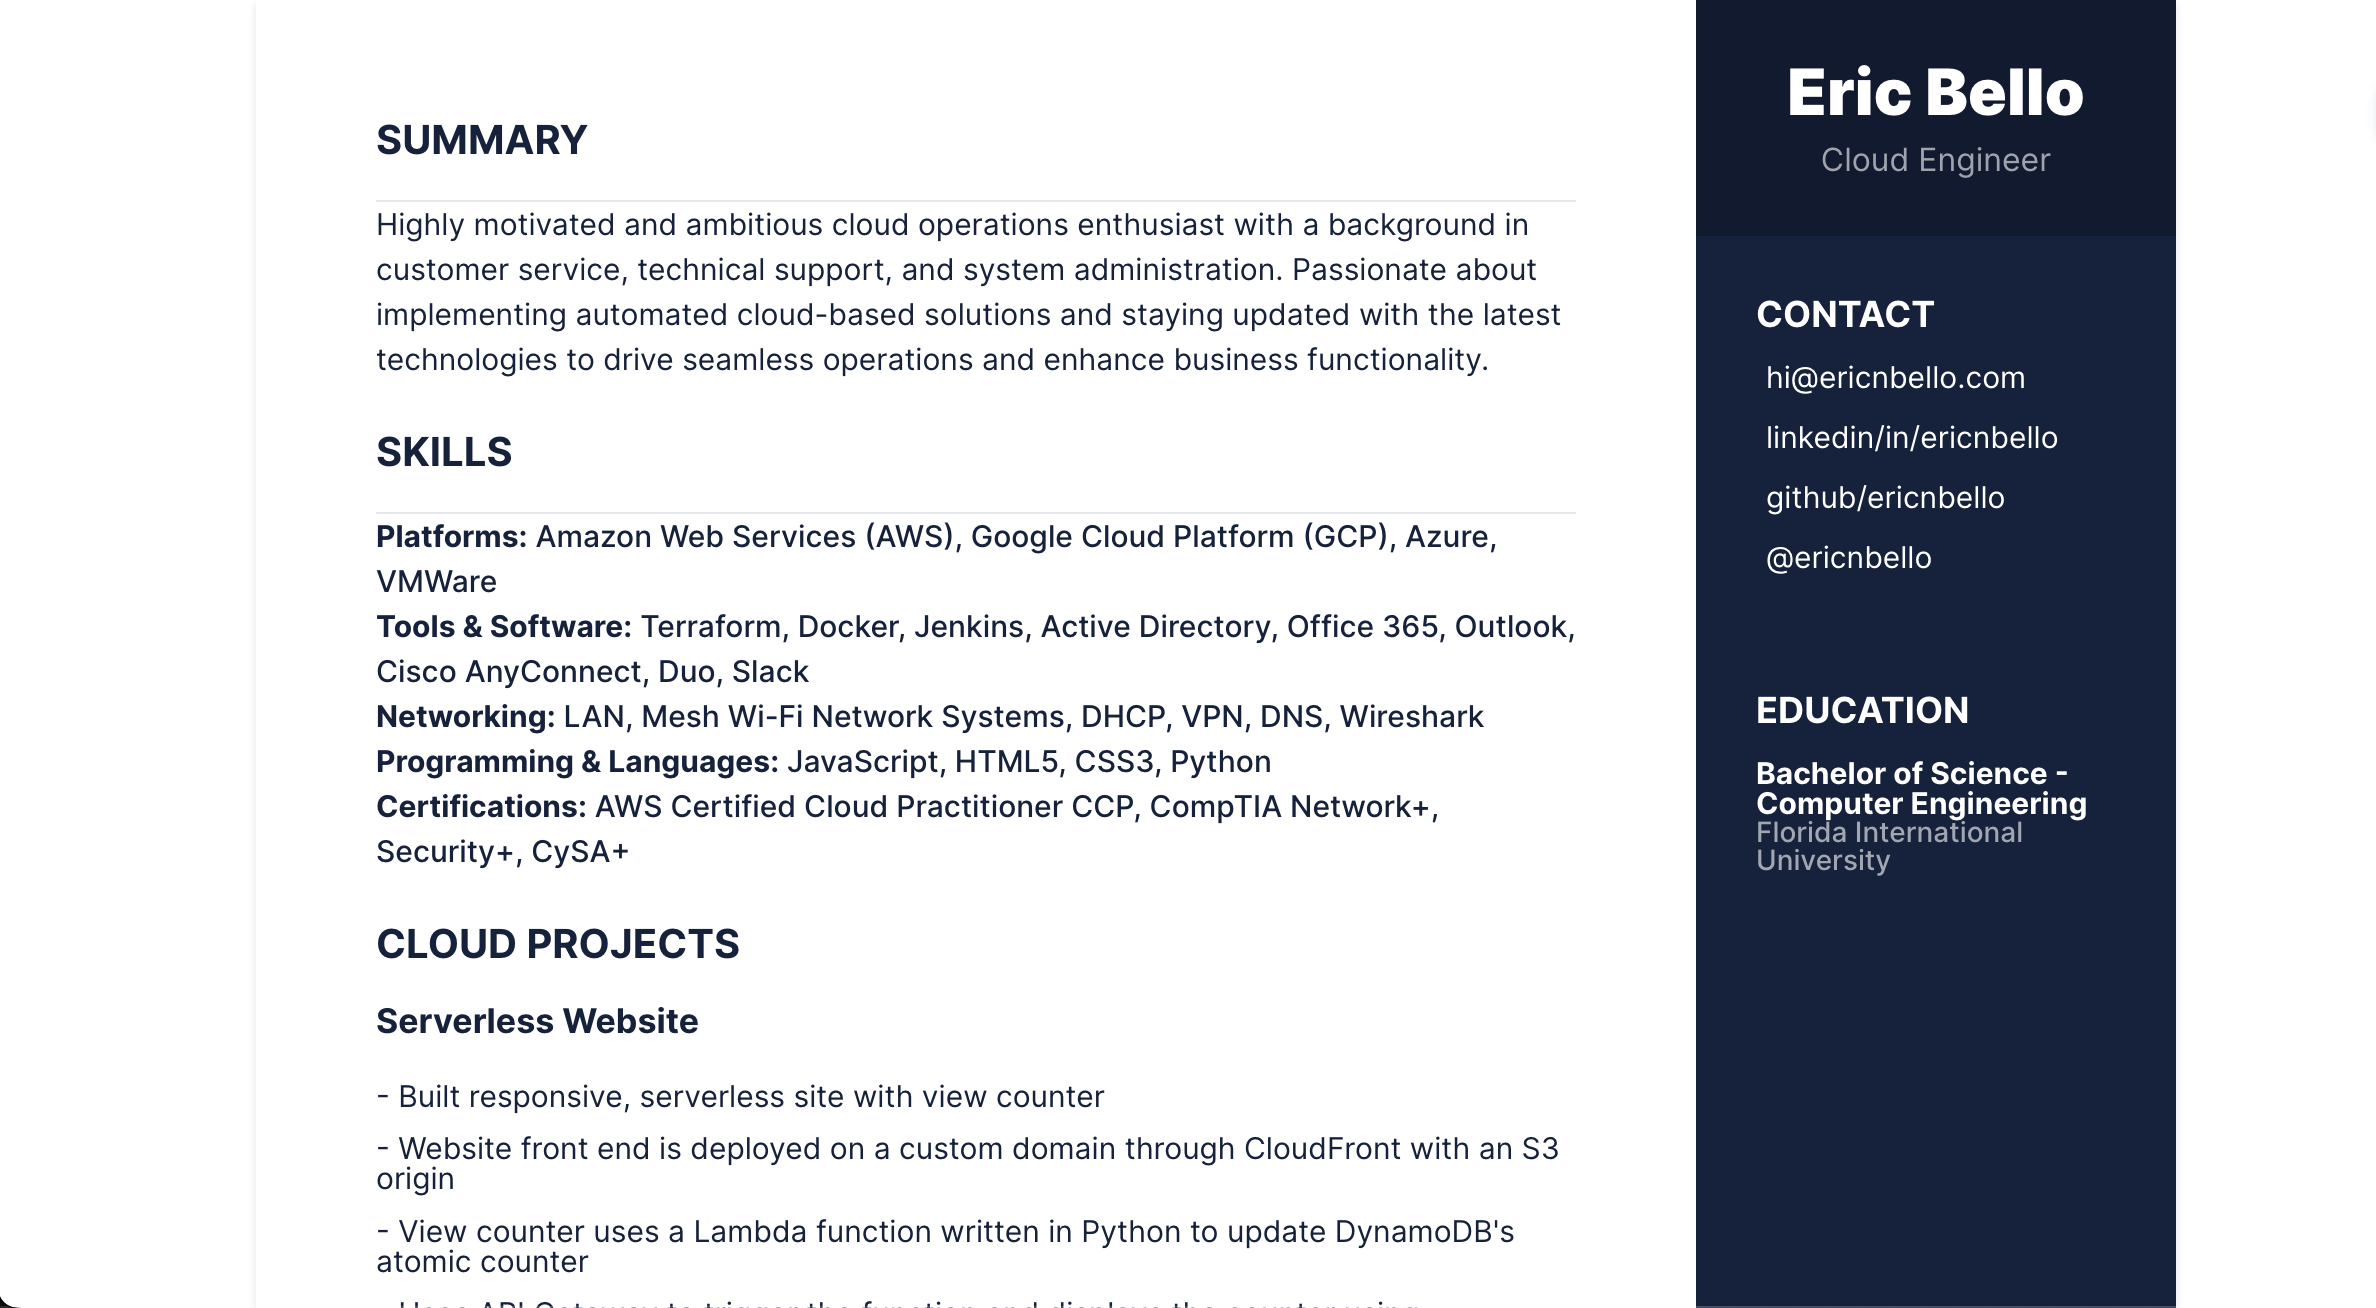 SUMMARY
Highly motivated and ambitious cloud operations enthusiast with a background in
customer service, technical support, and system administration. Passionate about
implementing automated cloud-based solutions and staying updated with the latest
technologies to drive seamless operations and enhance business functionality.
SKILLS
Platforms: Amazon Web Services (AWS), Google Cloud Platform (GCP), Azure,
VMWare
Tools & Software: Terraform, Docker, Jenkins, Active Directory, Office 365, Outlook,
Cisco AnyConnect, Duo, Slack
Networking: LAN, Mesh Wi-Fi Network Systems, DHCP, VPN, DNS, Wireshark
Programming & Languages: JavaScript, HTML5, CSS3, Python
Certifications: AWS Certified Cloud Practitioner CCP, CompTIA Network+,
Security+, CySA+
CLOUD PROJECTS
Serverless Website
- Built responsive, serverless site with view counter
- Website front end is deployed on a custom domain through CloudFront with an S3
origin
- View counter uses a Lambda function written in Python to update DynamoDB's
atomic counter
Eric Bello
Cloud Engineer
CONTACT
hi@ericnbello.com
linkedin/in/ericnbello
github/ericnbello
@ericnbello
EDUCATION
Bachelor of Science -
Computer Engineering
Florida International
University